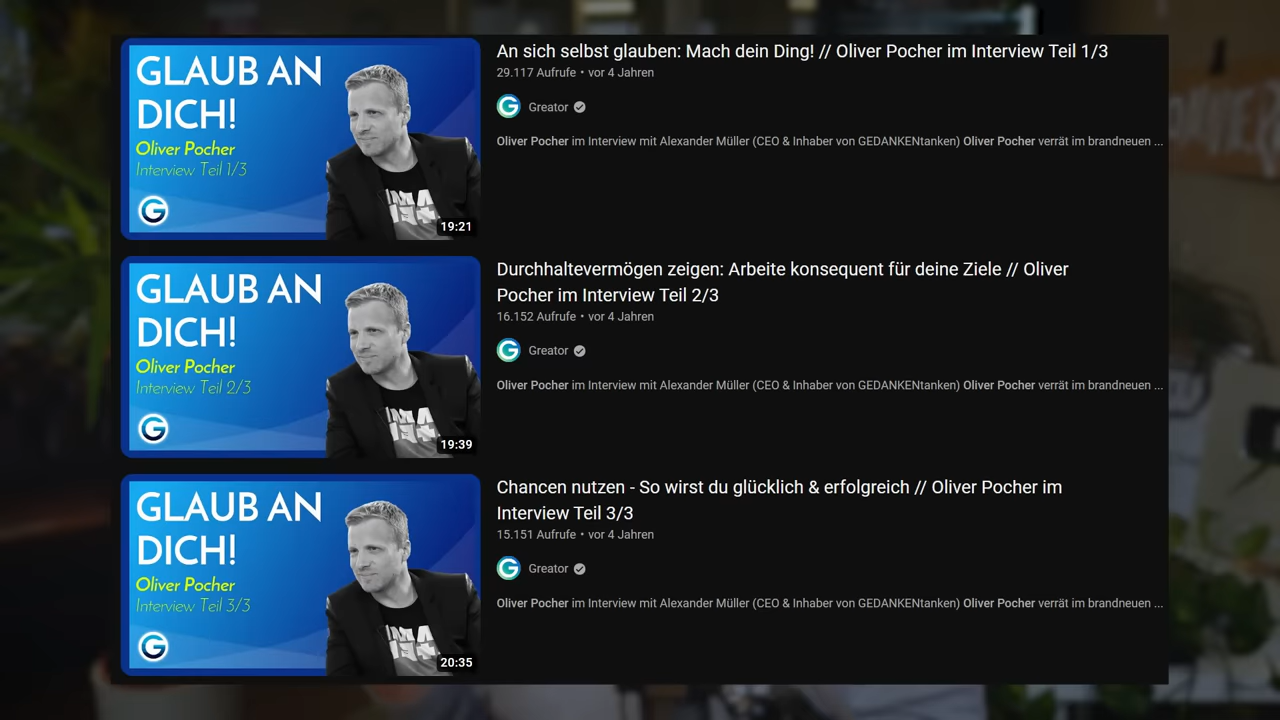 GLAUB AN
DICH!
Oliver Pocher
Interview Teil 1/3
G
19:21
An sich selbst glauben: Mach dein Ding! // Oliver Pocher im Interview Teil 1/3
29.117 Aufrufe • vor 4 Jahren
G Greator
Oliver Pocher im Interview mit Alexander Müller (CEO & Inhaber von GEDANKENtanken) Oliver Pocher verrät im brandneuen ...
GLAUB AN
DICH!
Oliver Pocher
Interview Teil 2/3
G
19:39
Durchhaltevermögen zeigen: Arbeite konsequent für deine Ziele // Oliver
Pocher im Interview Teil 2/3
16.152 Aufrufe • vor 4 Jahren
G Greator
Oliver Pocher im Interview mit Alexander Müller (CEO & Inhaber von GEDANKENtanken) Oliver Pocher verrät im brandneuen ...
GLAUB AN
DICH!
Oliver Pocher
Interview Teil 3/3
G
20:35
Chancen nutzen - So wirst du glücklich & erfolgreich // Oliver Pocher im
Interview Teil 3/3
15.151 Aufrufe • vor 4 Jahren
G Greator
Oliver Pocher im Interview mit Alexander Müller (CEO & Inhaber von GEDANKENtanken) Oliver Pocher verrät im brandneuen ...